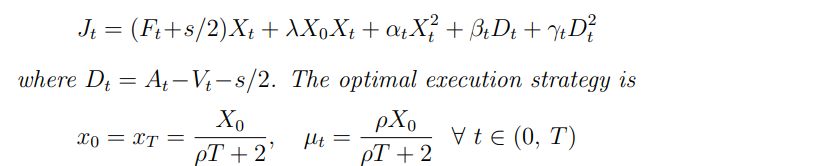 J_t = (F_t+s/2)X_t + λX_0X_t + α_tX_t^2 + β_tD_t + γ_tD_t^2
where D_t = A_t−V_t−s/2. The optimal execution strategy is
x_0 = x_T = X_0/(ρT + 2), μ_t = ρX_0/(ρT + 2) ∀ t ∈ (0, T)